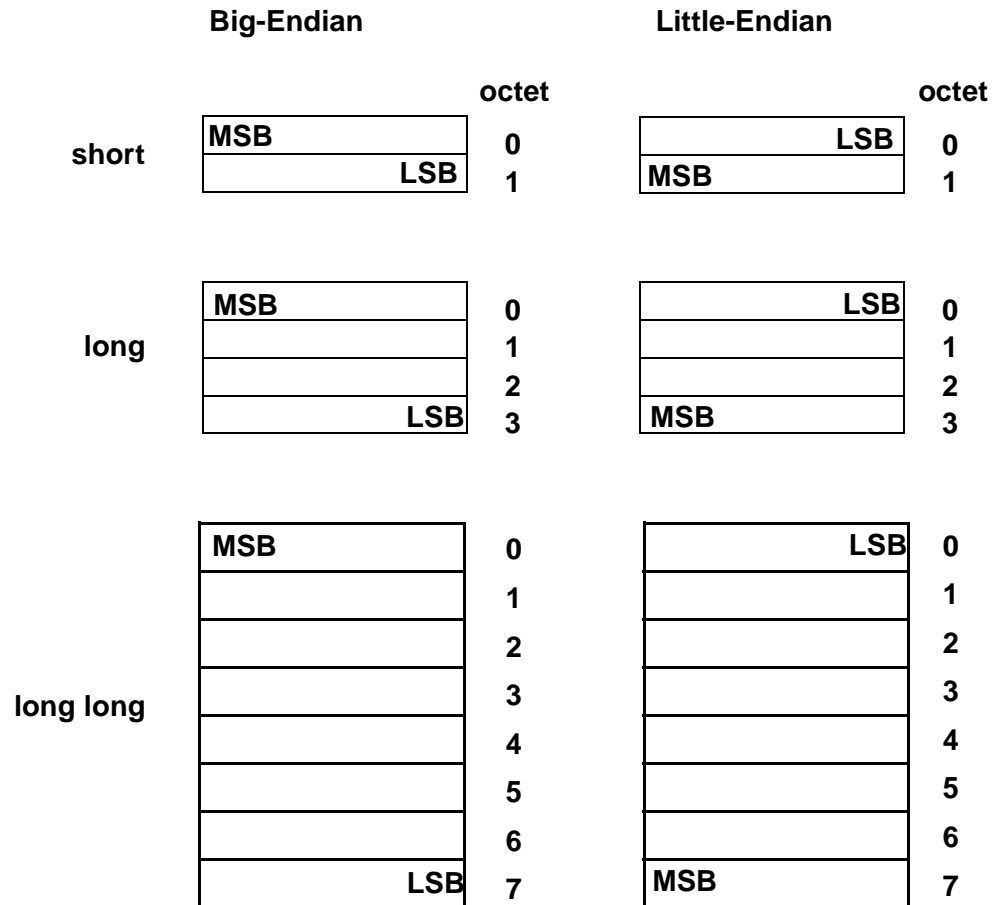 Big-Endian Little-Endian
octet octet
short MSB 0 LSB 0
LSB 1 MSB 1
MSB 0 LSB 0
long 1 1
2 2
LSB 3 MSB 3
MSB 0 LSB 0
1 1
2 2
3 3
long long
4 4
5 5
6 6
LSB 7 MSB 7